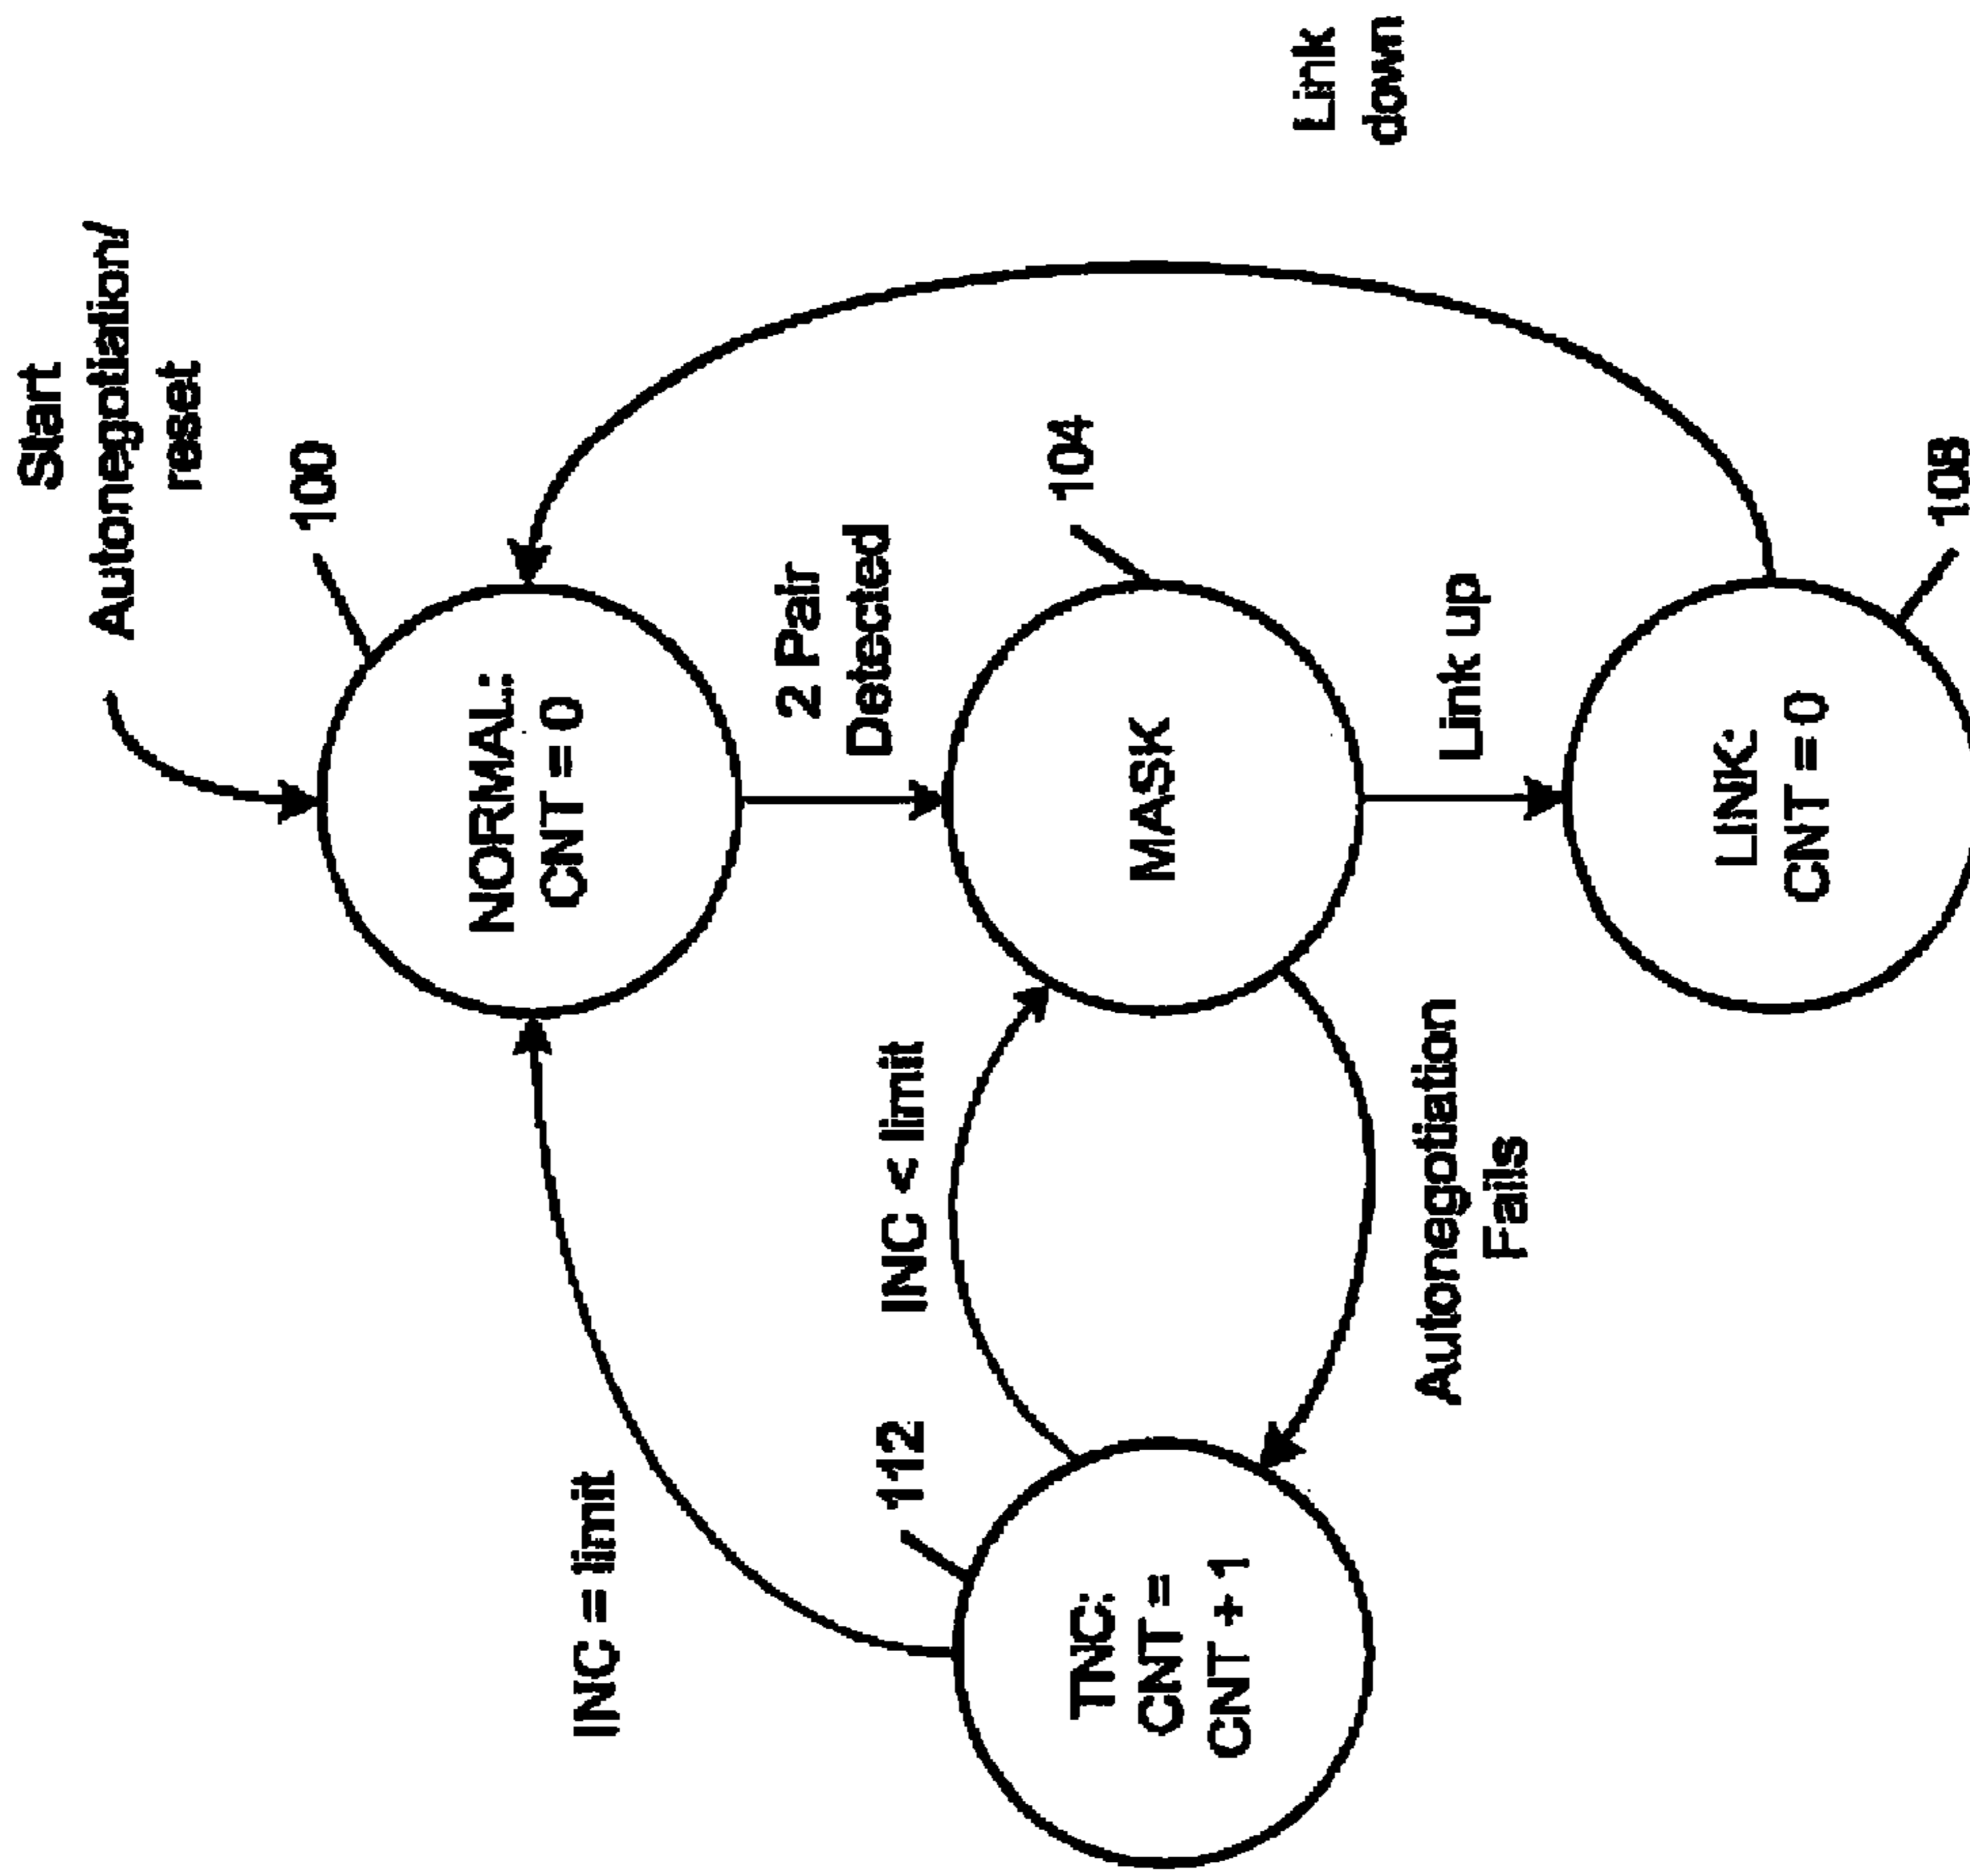 Start
Autonegotiation/
reset
100
NORMAL:
CNT = 0
2 Pair
Detected
104
MASK
Link up
108
LINK:
CNT = 0
Link
down
INC = limit
INC < limit
112
TNC:
CNT =
CNT + 1
Autonegotiation
Fails